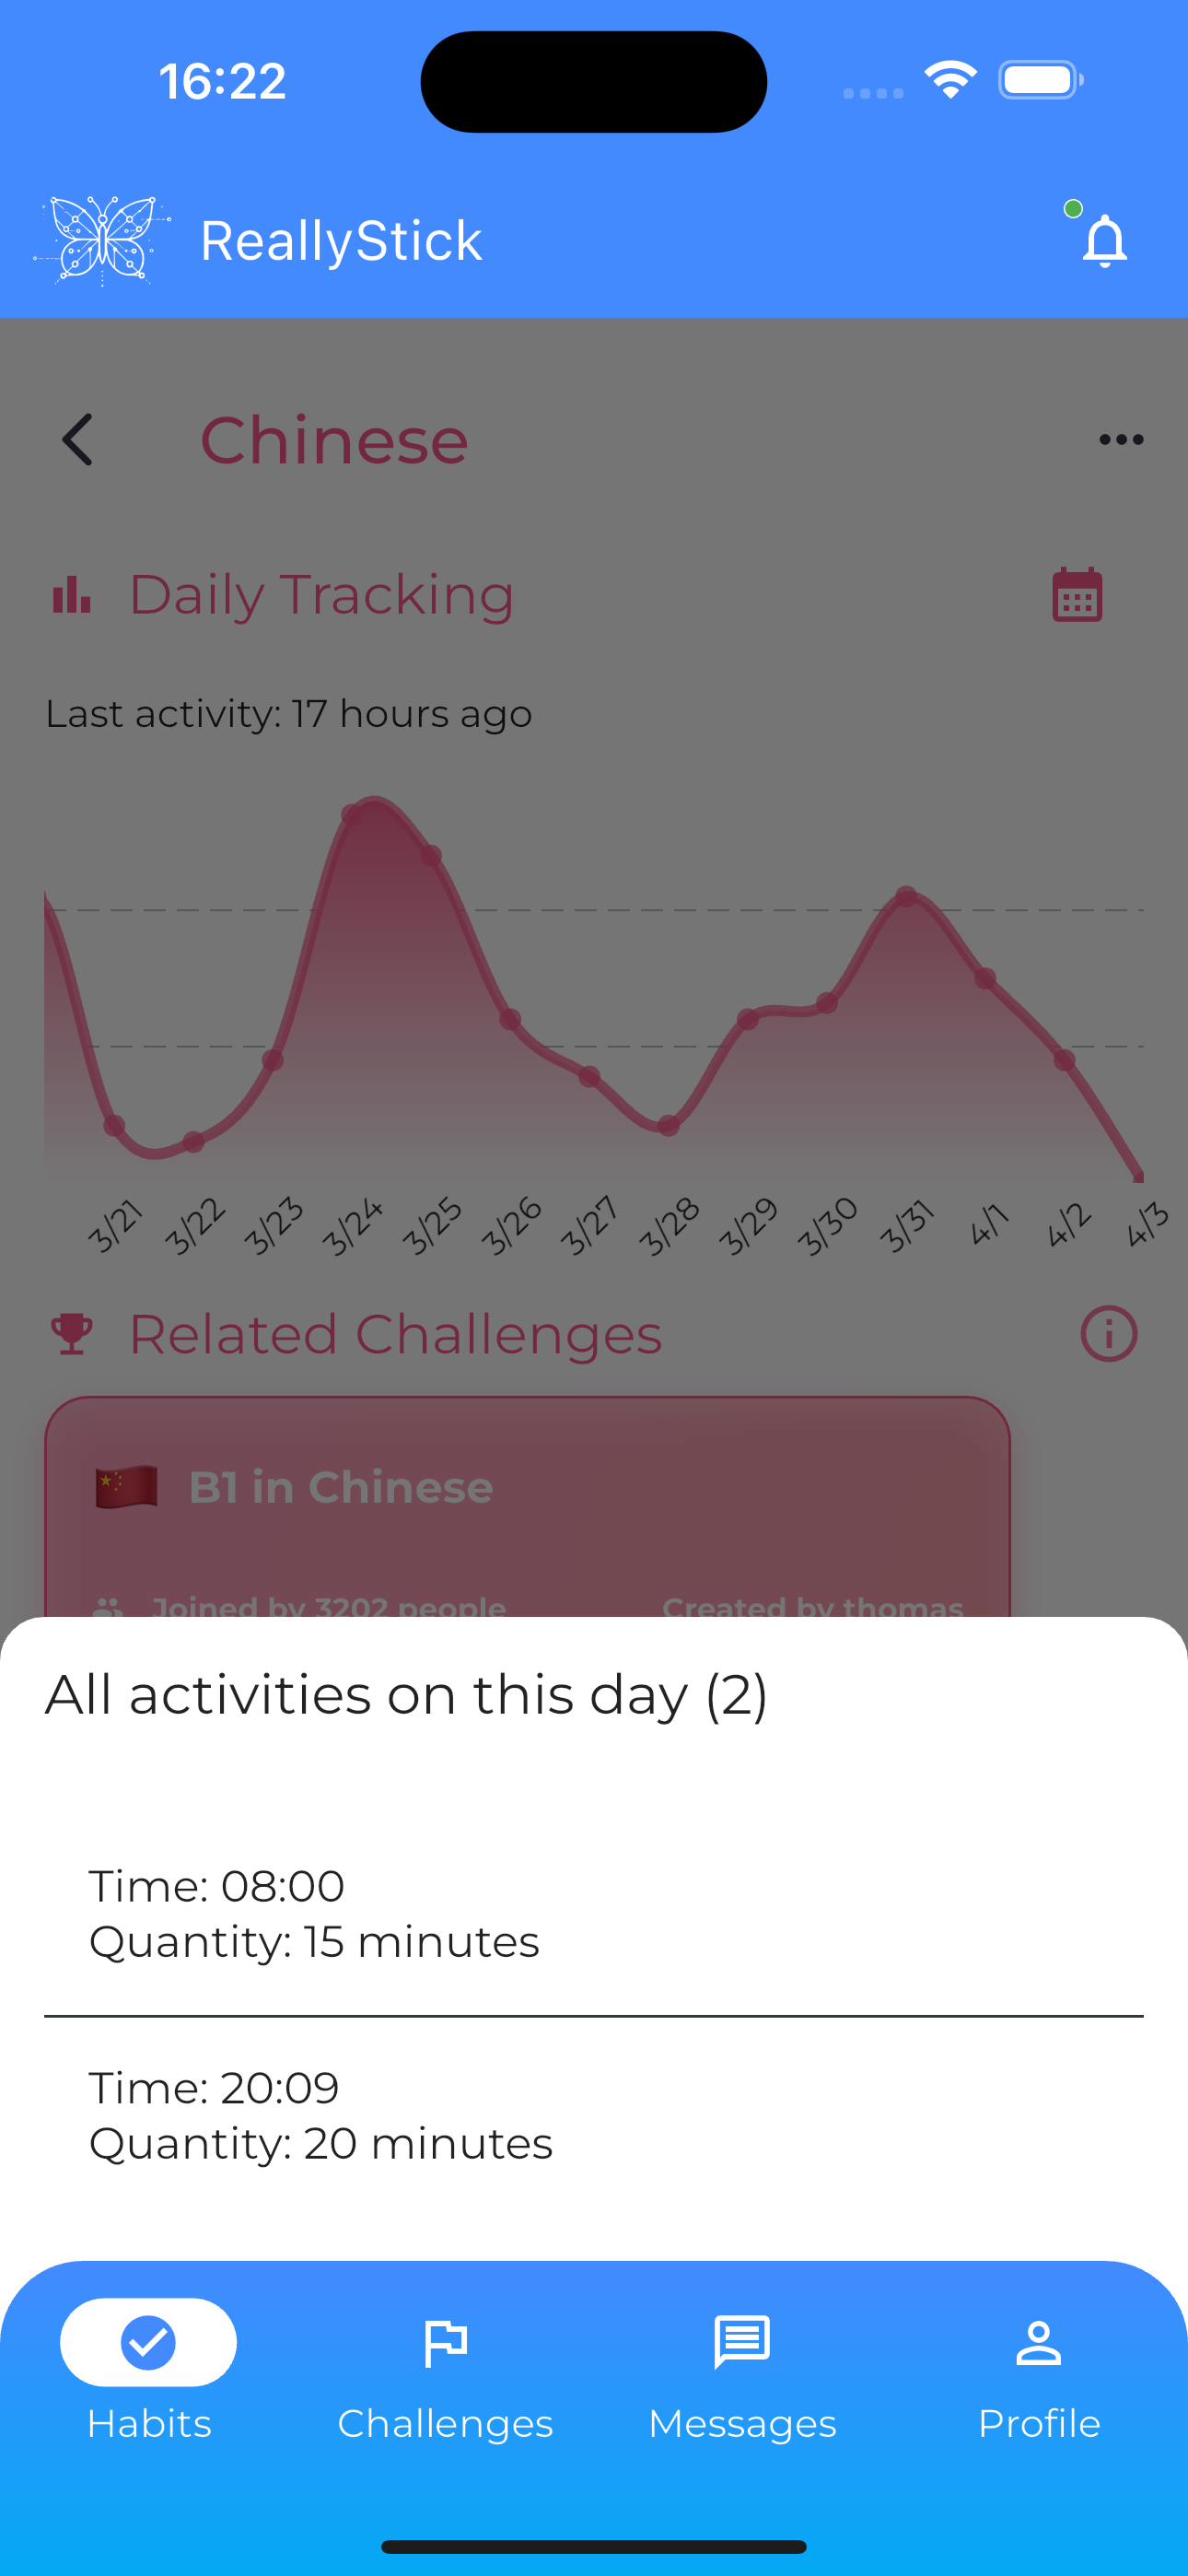 16:22
ReallyStick
Chinese
Daily Tracking
Last activity: 17 hours ago
3/21 3/22 3/23 3/24 3/25 3/26 3/27 3/28 3/29 3/30 3/31 4/1 4/2 4/3
Related Challenges
B1 in Chinese
Joined by 3202 people Created by thomas
All activities on this day (2)
Time: 08:00
Quantity: 15 minutes
Time: 20:09
Quantity: 20 minutes
Habits Challenges Messages Profile